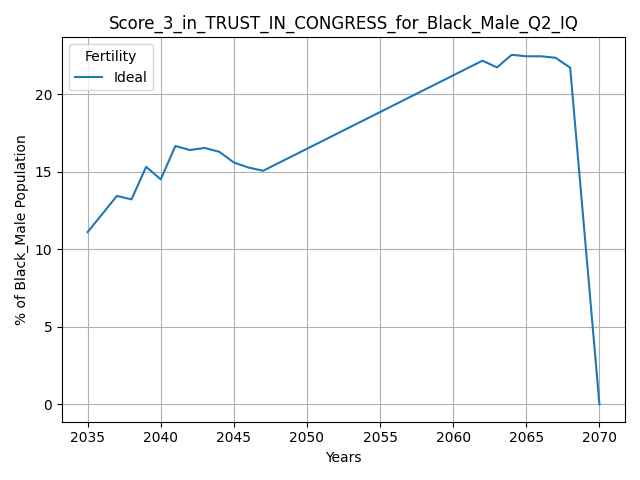 Score_3_in_TRUST_IN_CONGRESS_for_Black_Male_Q2_IQ
Fertility
Ideal
% of Black_Male Population
20
15
10
5
0
2035 2040 2045 2050 2055 2060 2065 2070
Years